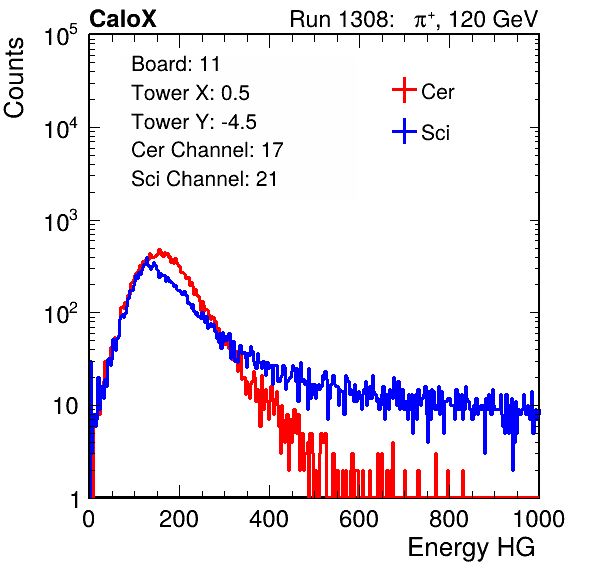 CaloX Run 1308: π⁺, 120 GeV
Counts
10⁵
10⁴
10³
10²
10
1
Board: 11
Tower X: 0.5
Tower Y: -4.5
Cer Channel: 17
Sci Channel: 21
Cer
Sci
0 200 400 600 800 1000
Energy HG